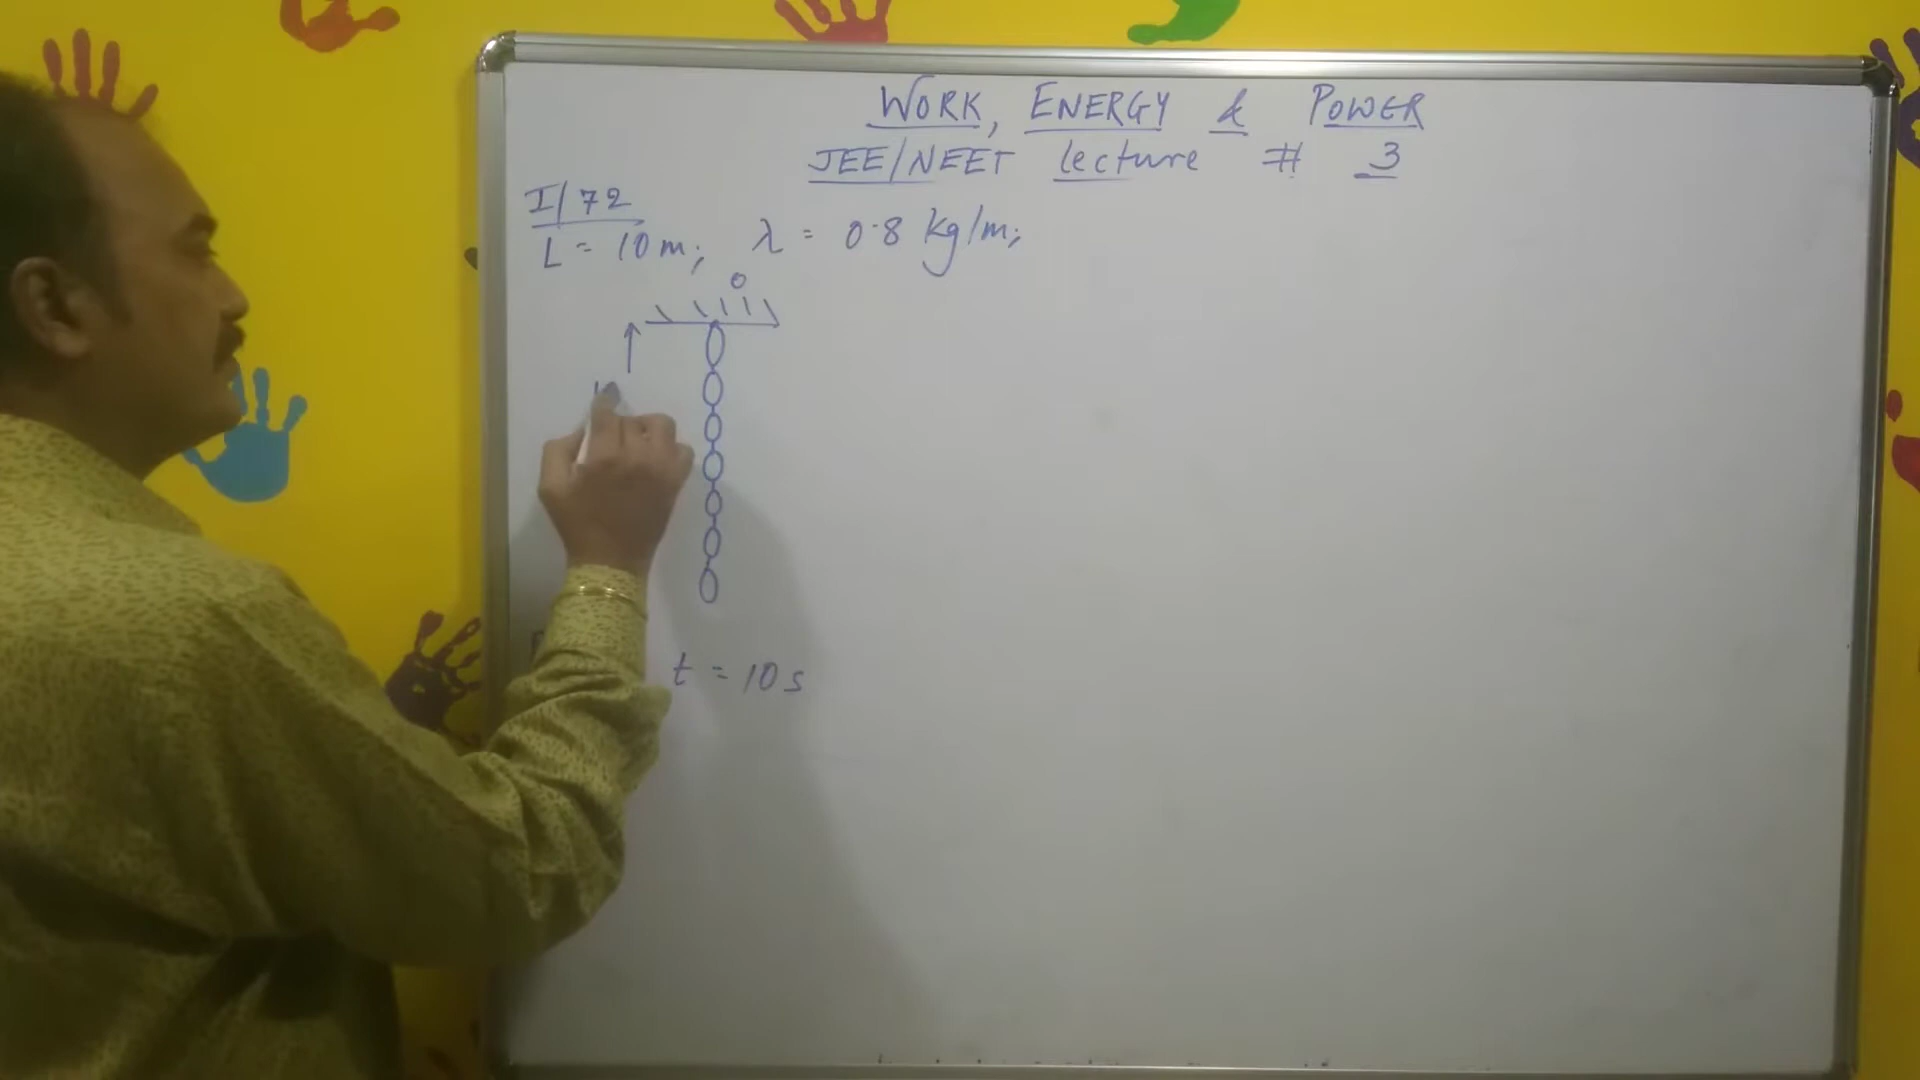 WORK, ENERGY & POWER
JEE/NEET Lecture # 3
I/72
L = 10 m; λ = 0.8 kg/m;
O
t = 10 s